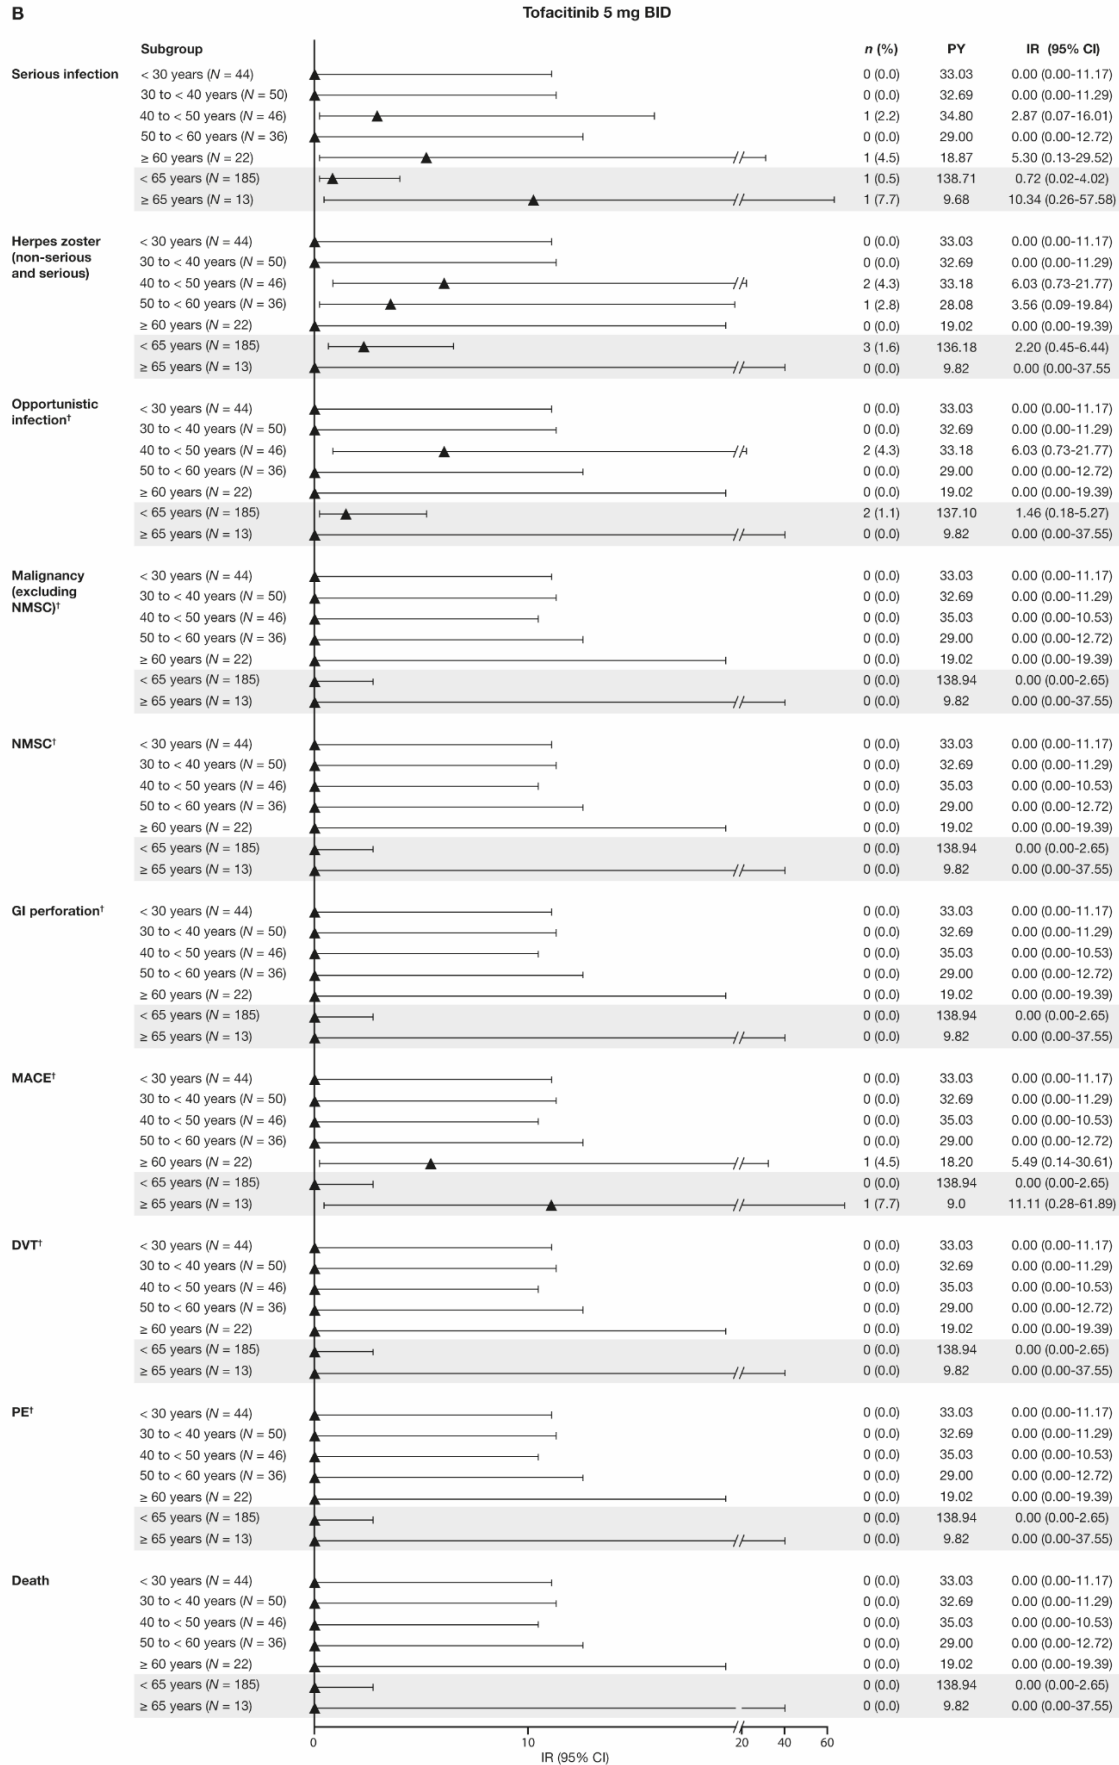 B
Tofacitinib 5 mg BID
Subgroup n (%) PY IR (95% CI)
Serious infection < 30 years (N = 44) 0 (0.0) 33.03 0.00 (0.00-11.17)
30 to < 40 years (N = 50) 0 (0.0) 32.69 0.00 (0.00-11.29)
40 to < 50 years (N = 46) 1 (2.2) 34.80 2.87 (0.07-16.01)
50 to < 60 years (N = 36) 0 (0.0) 29.00 0.00 (0.00-12.72)
≥ 60 years (N = 22) 1 (4.5) 18.87 5.30 (0.13-29.52)
< 65 years (N = 185) 1 (0.5) 138.71 0.72 (0.02-4.02)
≥ 65 years (N = 13) 1 (7.7) 9.68 10.34 (0.26-57.58)
Herpes zoster < 30 years (N = 44) 0 (0.0) 33.03 0.00 (0.00-11.17)
(non-serious 30 to < 40 years (N = 50) 0 (0.0) 32.69 0.00 (0.00-11.29)
and serious) 40 to < 50 years (N = 46) 2 (4.3) 33.18 6.03 (0.73-21.77)
50 to < 60 years (N = 36) 1 (2.8) 28.08 3.56 (0.09-19.84)
≥ 60 years (N = 22) 0 (0.0) 19.02 0.00 (0.00-19.39)
< 65 years (N = 185) 3 (1.6) 136.18 2.20 (0.45-6.44)
≥ 65 years (N = 13) 0 (0.0) 9.82 0.00 (0.00-37.55
Opportunistic < 30 years (N = 44) 0 (0.0) 33.03 0.00 (0.00-11.17)
infection† 30 to < 40 years (N = 50) 0 (0.0) 32.69 0.00 (0.00-11.29)
40 to < 50 years (N = 46) 2 (4.3) 33.18 6.03 (0.73-21.77)
50 to < 60 years (N = 36) 0 (0.0) 29.00 0.00 (0.00-12.72)
≥ 60 years (N = 22) 0 (0.0) 19.02 0.00 (0.00-19.39)
< 65 years (N = 185) 2 (1.1) 137.10 1.46 (0.18-5.27)
≥ 65 years (N = 13) 0 (0.0) 9.82 0.00 (0.00-37.55)
Malignancy < 30 years (N = 44) 0 (0.0) 33.03 0.00 (0.00-11.17)
(excluding 30 to < 40 years (N = 50) 0 (0.0) 32.69 0.00 (0.00-11.29)
NMSC)† 40 to < 50 years (N = 46) 0 (0.0) 35.03 0.00 (0.00-10.53)
50 to < 60 years (N = 36) 0 (0.0) 29.00 0.00 (0.00-12.72)
≥ 60 years (N = 22) 0 (0.0) 19.02 0.00 (0.00-19.39)
< 65 years (N = 185) 0 (0.0) 138.94 0.00 (0.00-2.65)
≥ 65 years (N = 13) 0 (0.0) 9.82 0.00 (0.00-37.55)
NMSC† < 30 years (N = 44) 0 (0.0) 33.03 0.00 (0.00-11.17)
30 to < 40 years (N = 50) 0 (0.0) 32.69 0.00 (0.00-11.29)
40 to < 50 years (N = 46) 0 (0.0) 35.03 0.00 (0.00-10.53)
50 to < 60 years (N = 36) 0 (0.0) 29.00 0.00 (0.00-12.72)
≥ 60 years (N = 22) 0 (0.0) 19.02 0.00 (0.00-19.39)
< 65 years (N = 185) 0 (0.0) 138.94 0.00 (0.00-2.65)
≥ 65 years (N = 13) 0 (0.0) 9.82 0.00 (0.00-37.55)
GI perforation† < 30 years (N = 44) 0 (0.0) 33.03 0.00 (0.00-11.17)
30 to < 40 years (N = 50) 0 (0.0) 32.69 0.00 (0.00-11.29)
40 to < 50 years (N = 46) 0 (0.0) 35.03 0.00 (0.00-10.53)
50 to < 60 years (N = 36) 0 (0.0) 29.00 0.00 (0.00-12.72)
≥ 60 years (N = 22) 0 (0.0) 19.02 0.00 (0.00-19.39)
< 65 years (N = 185) 0 (0.0) 138.94 0.00 (0.00-2.65)
≥ 65 years (N = 13) 0 (0.0) 9.82 0.00 (0.00-37.55)
MACE† < 30 years (N = 44) 0 (0.0) 33.03 0.00 (0.00-11.17)
30 to < 40 years (N = 50) 0 (0.0) 32.69 0.00 (0.00-11.29)
40 to < 50 years (N = 46) 0 (0.0) 35.03 0.00 (0.00-10.53)
50 to < 60 years (N = 36) 0 (0.0) 29.00 0.00 (0.00-12.72)
≥ 60 years (N = 22) 1 (4.5) 18.20 5.49 (0.14-30.61)
< 65 years (N = 185) 0 (0.0) 138.94 0.00 (0.00-2.65)
≥ 65 years (N = 13) 1 (7.7) 9.0 11.11 (0.28-61.89)
DVT† < 30 years (N = 44) 0 (0.0) 33.03 0.00 (0.00-11.17)
30 to < 40 years (N = 50) 0 (0.0) 32.69 0.00 (0.00-11.29)
40 to < 50 years (N = 46) 0 (0.0) 35.03 0.00 (0.00-10.53)
50 to < 60 years (N = 36) 0 (0.0) 29.00 0.00 (0.00-12.72)
≥ 60 years (N = 22) 0 (0.0) 19.02 0.00 (0.00-19.39)
< 65 years (N = 185) 0 (0.0) 138.94 0.00 (0.00-2.65)
≥ 65 years (N = 13) 0 (0.0) 9.82 0.00 (0.00-37.55)
PE† < 30 years (N = 44) 0 (0.0) 33.03 0.00 (0.00-11.17)
30 to < 40 years (N = 50) 0 (0.0) 32.69 0.00 (0.00-11.29)
40 to < 50 years (N = 46) 0 (0.0) 35.03 0.00 (0.00-10.53)
50 to < 60 years (N = 36) 0 (0.0) 29.00 0.00 (0.00-12.72)
≥ 60 years (N = 22) 0 (0.0) 19.02 0.00 (0.00-19.39)
< 65 years (N = 185) 0 (0.0) 138.94 0.00 (0.00-2.65)
≥ 65 years (N = 13) 0 (0.0) 9.82 0.00 (0.00-37.55)
Death < 30 years (N = 44) 0 (0.0) 33.03 0.00 (0.00-11.17)
30 to < 40 years (N = 50) 0 (0.0) 32.69 0.00 (0.00-11.29)
40 to < 50 years (N = 46) 0 (0.0) 35.03 0.00 (0.00-10.53)
50 to < 60 years (N = 36) 0 (0.0) 29.00 0.00 (0.00-12.72)
≥ 60 years (N = 22) 0 (0.0) 19.02 0.00 (0.00-19.39)
< 65 years (N = 185) 0 (0.0) 138.94 0.00 (0.00-2.65)
≥ 65 years (N = 13) 0 (0.0) 9.82 0.00 (0.00-37.55)
0 10 20 40 60
IR (95% CI)